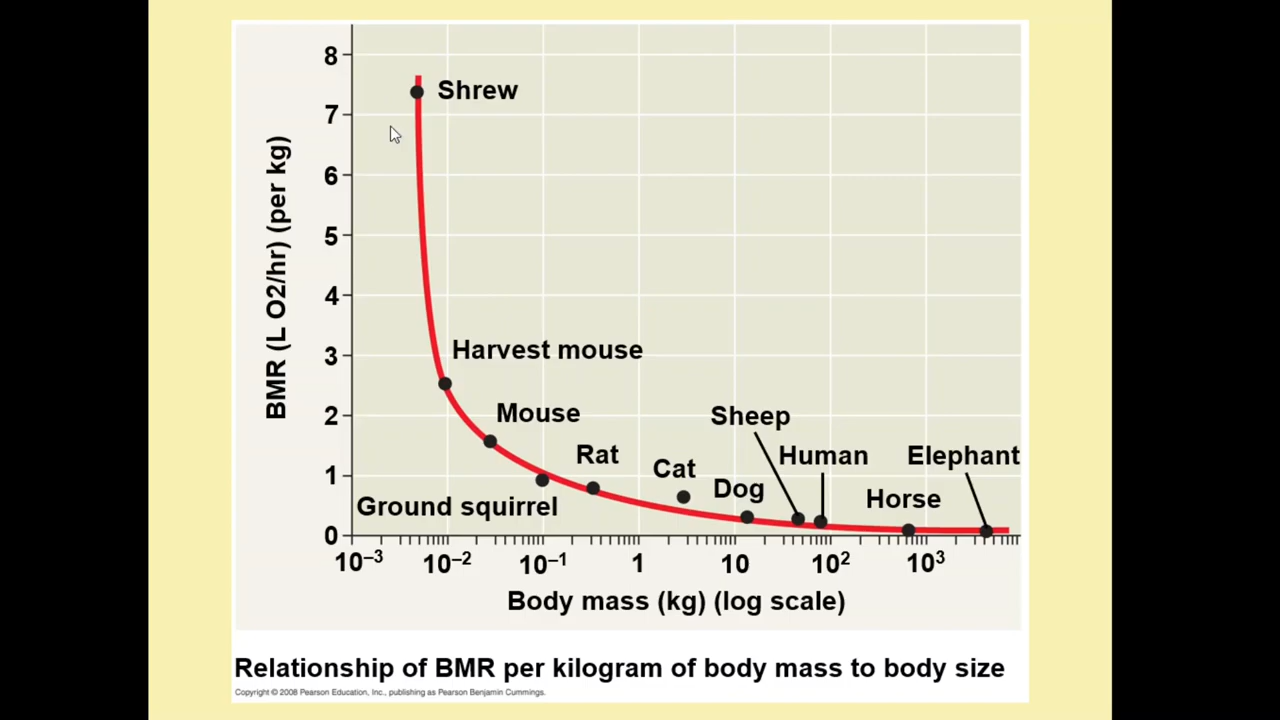 8
Shrew
7
6
5
4
3
Harvest mouse
2
Mouse
Sheep
Rat
Human
Elephant
1
Cat
Dog
Horse
Ground squirrel
0
BMR (L O2/hr) (per kg)
10⁻³ 10⁻² 10⁻¹ 1 10 10² 10³
Body mass (kg) (log scale)
Relationship of BMR per kilogram of body mass to body size
Copyright © 2008 Pearson Education, Inc., publishing as Pearson Benjamin Cummings.